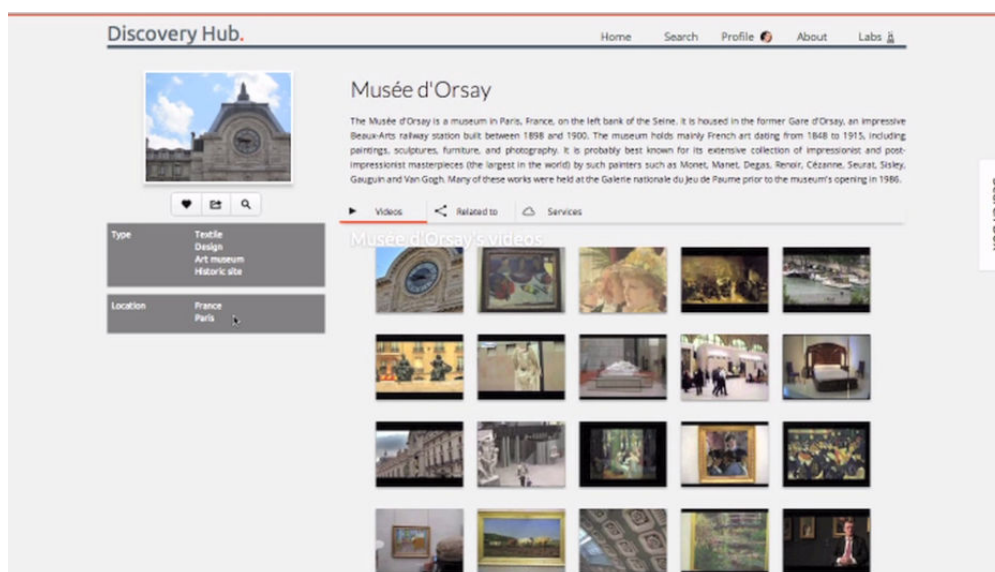 Discovery Hub.
Home Search Profile About Labs
Musée d'Orsay
The Musée d'Orsay is a museum in Paris, France, on the left bank of the Seine. It is housed in the former Gare d'Orsay, an impressive
Beaux-Arts railway station built between 1898 and 1900. The museum holds mainly French art dating from 1848 to 1915, including
paintings, sculptures, furniture, and photography. It is probably best known for its extensive collection of impressionist and post-
impressionist masterpieces (the largest in the world) by such painters such as Monet, Manet, Degas, Renoir, Cézanne, Seurat, Sisley,
Gauguin and Van Gogh. Many of these works were held at the Galerie nationale du Jeu de Paume prior to the museum's opening in 1986.
Videos Related to Services
Musée d'Orsay's videos
Type Textile
Design
Art museum
Historic site
Location France
Paris